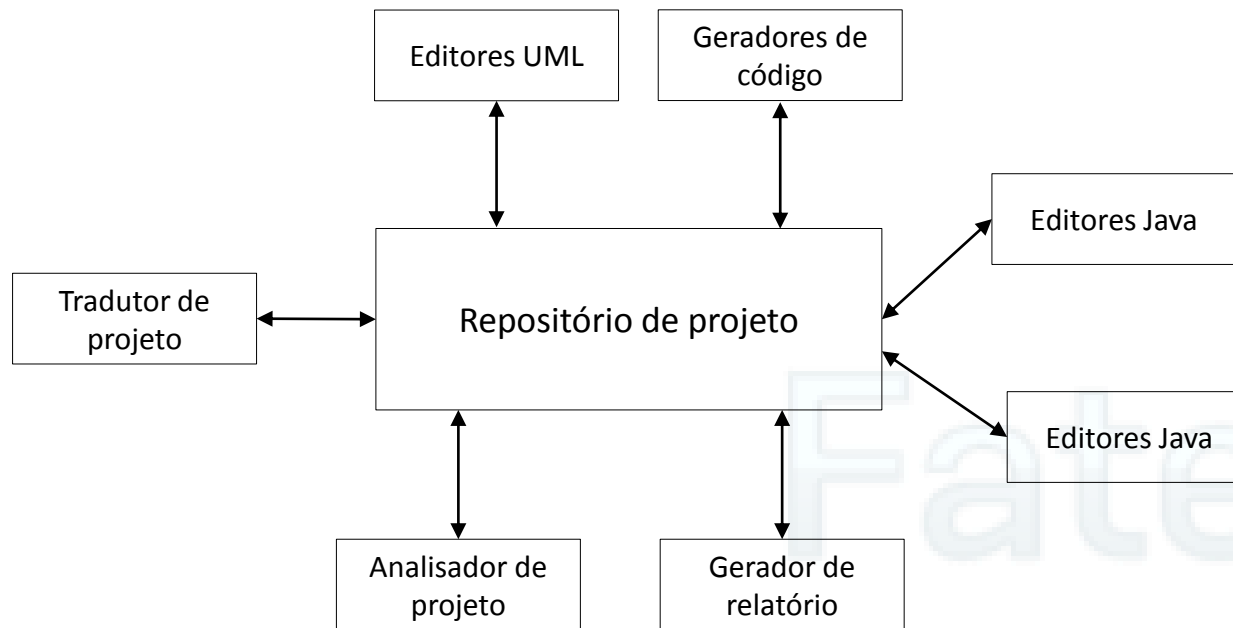 Editores UML
Geradores de
código
Editores Java
Tradutor de
projeto
Repositório de projeto
Editores Java
Analisador de
projeto
Gerador de
relatório
Fate